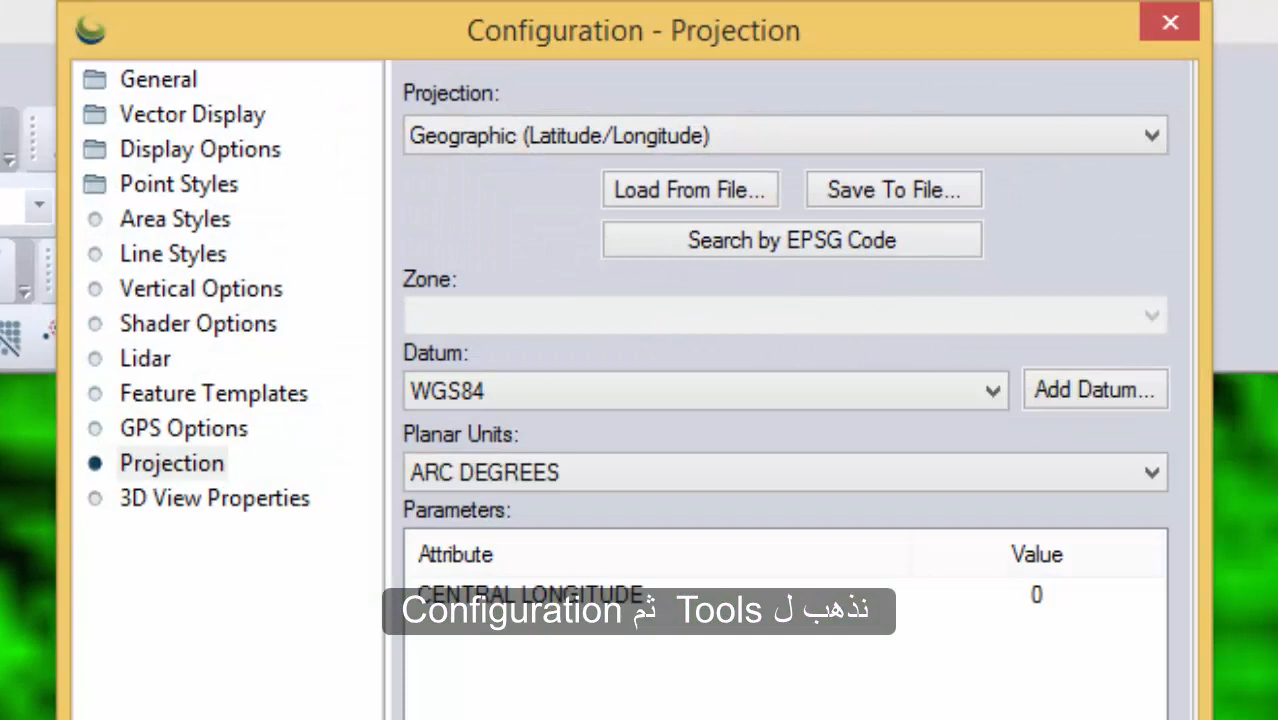 Configuration - Projection
General
Vector Display
Display Options
Point Styles
Area Styles
Line Styles
Vertical Options
Shader Options
Lidar
Feature Templates
GPS Options
Projection
3D View Properties
Projection:
Geographic (Latitude/Longitude)
Load From File... Save To File...
Search by EPSG Code
Zone:
Datum:
WGS84 Add Datum...
Planar Units:
ARC DEGREES
Parameters:
Attribute Value
CENTRAL LONGITUDE 0
نذهب ل Tools ثم Configuration